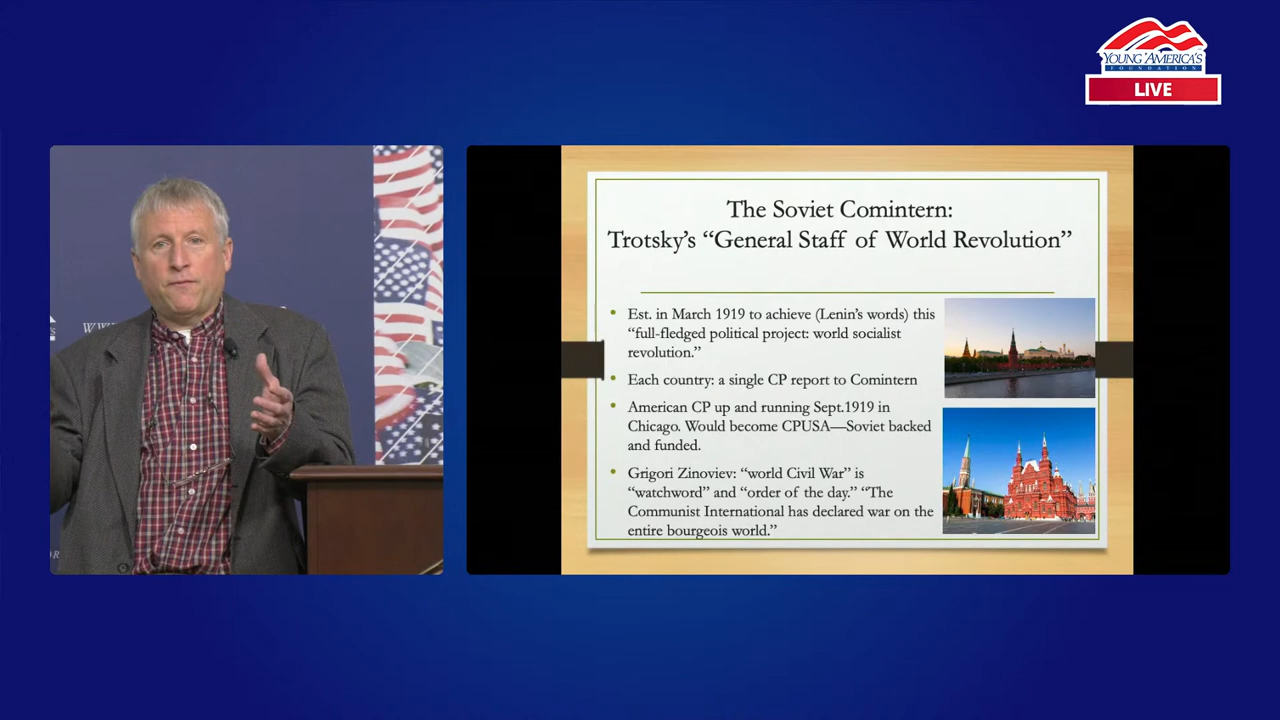 YOUNG AMERICA'S
FOUNDATION
LIVE
The Soviet Comintern:
Trotsky's “General Staff of World Revolution”
Est. in March 1919 to achieve (Lenin's words) this
“full-fledged political project: world socialist
revolution.”
Each country: a single CP report to Comintern
American CP up and running Sept.1919 in
Chicago. Would become CPUSA—Soviet backed
and funded.
Grigori Zinoviev: “world Civil War” is
“watchword” and “order of the day.” “The
Communist International has declared war on the
entire bourgeois world.”